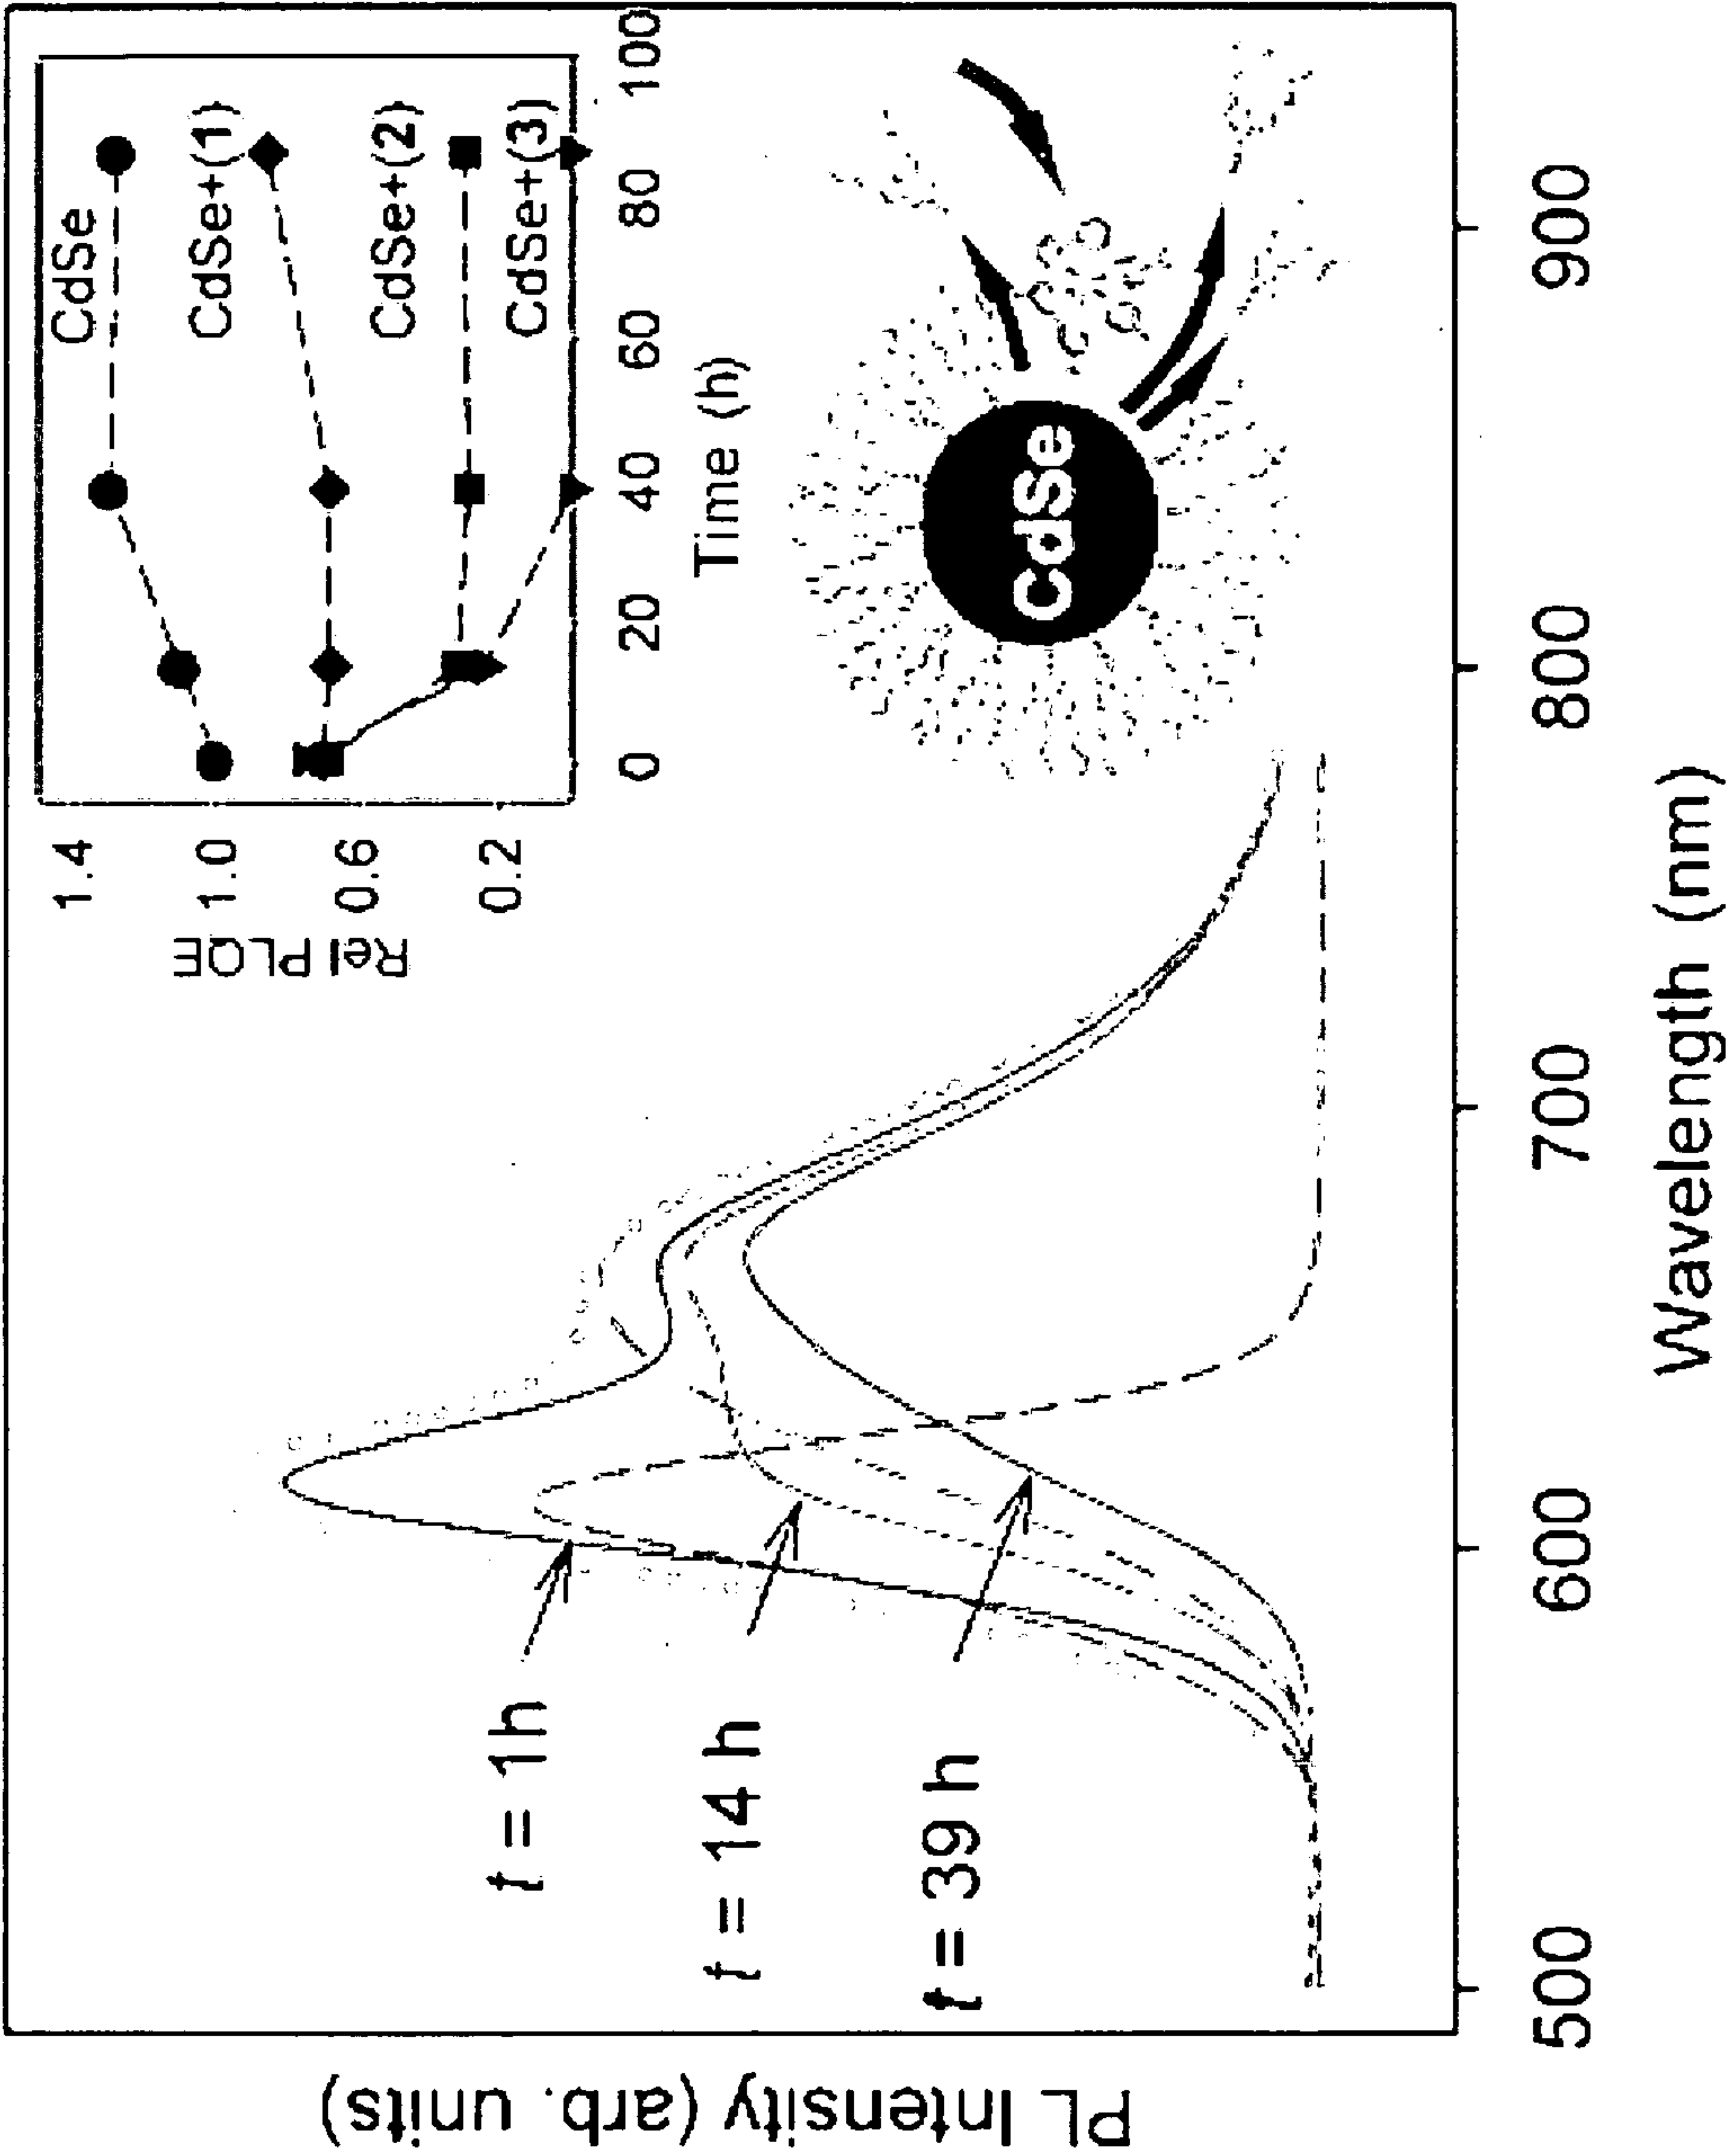 PL Intensity (arb. units)
t = 1h
t = 14 h
t = 39 h
Rel PLQE
1.4
1.0
0.6
0.2
CdSe
CdSe+(1)
CdSe+(2)
CdSe+(3)
0 20 40 60 80 100
Time (h)
CdSe
500 600 700 800 900
Wavelength (nm)